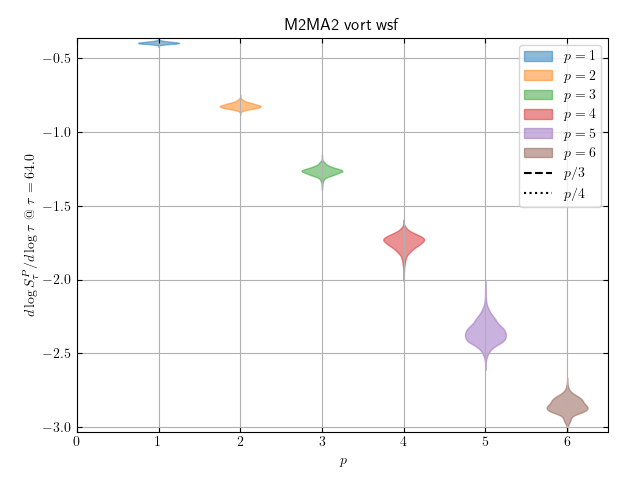 M2MA2 vort wsf
d log S_τ^P / d log τ @ τ = 64.0
−0.5
−1.0
−1.5
−2.0
−2.5
−3.0
0 1 2 3 4 5 6
p
p = 1
p = 2
p = 3
p = 4
p = 5
p = 6
p/3
p/4